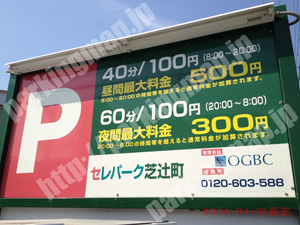 P
40分/100円 (8:00~20:00)
昼間最大料金 500円
8:00~20:00の時間帯を越えると通常料金が加算されます。
60分/100円 (20:00~8:00)
夜間最大料金 300円
20:00~8:00の時間帯を越えると通常料金が加算されます。
セレパーク芝辻町
OGBC
0120-603-588